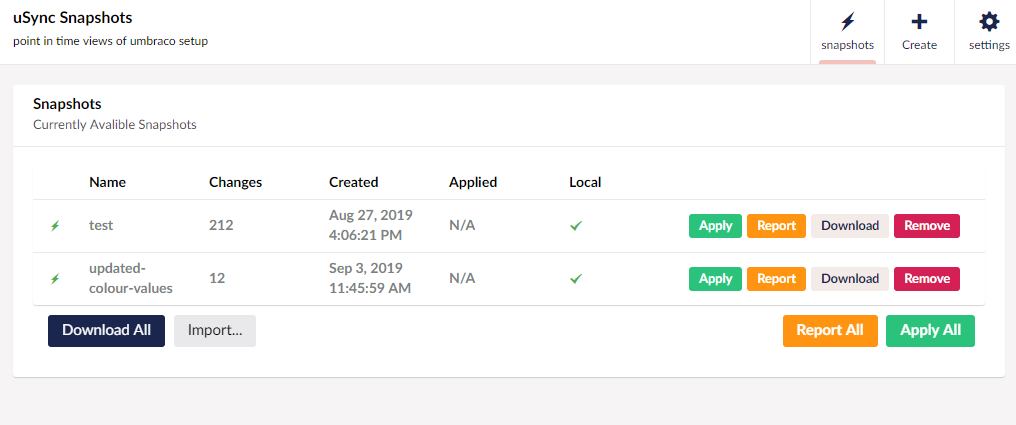 uSync Snapshots
point in time views of umbraco setup
snapshots
Create
settings
Snapshots
Currently Avalible Snapshots
Name Changes Created Applied Local
test 212 Aug 27, 2019 4:06:21 PM N/A Apply Report Download Remove
updated-colour-values 12 Sep 3, 2019 11:45:59 AM N/A Apply Report Download Remove
Download All Import... Report All Apply All